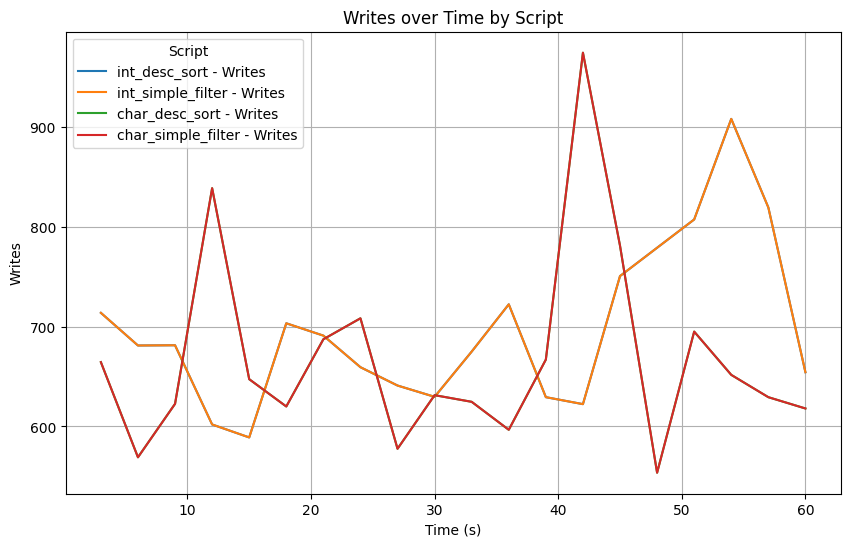 Writes over Time by Script
Script
int_desc_sort - Writes
int_simple_filter - Writes
char_desc_sort - Writes
char_simple_filter - Writes
900
800
700
600
Writes
10 20 30 40 50 60
Time (s)